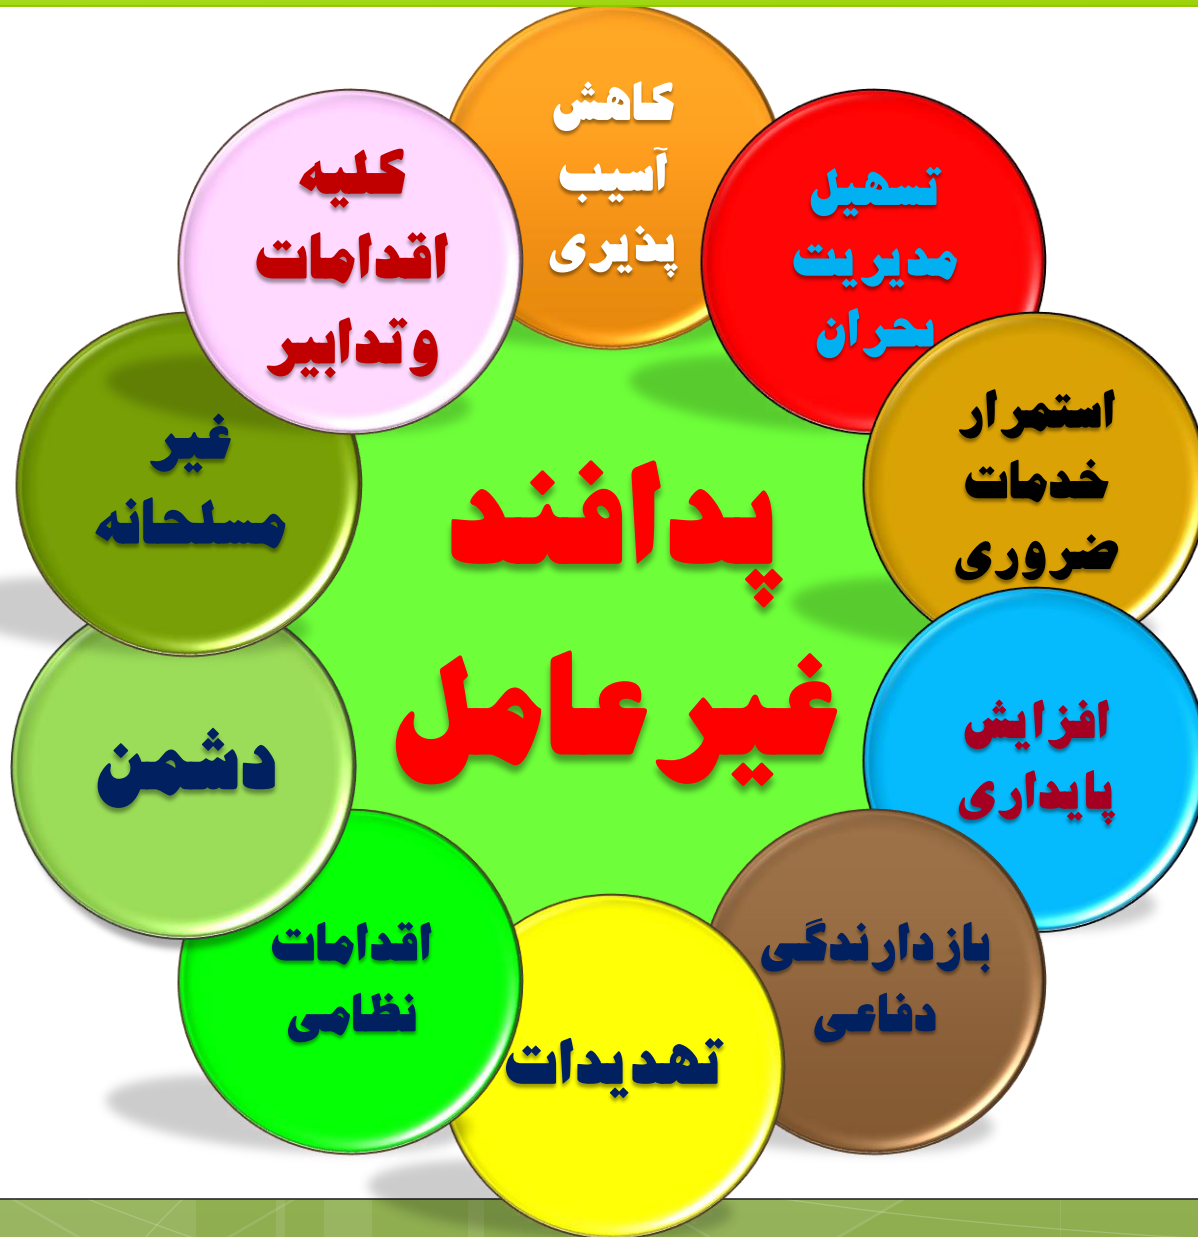 کاهش
آسیب
پذیری
تسهیل
مدیریت
بحران
استمرار
خدمات
ضروری
افزایش
پایداری
بازدارندگی
دفاعی
تهدیدات
اقدامات
نظامی
دشمن
غیر
مسلحانه
کلیه
اقدامات
وتدابیر
پدافند
غیرعامل